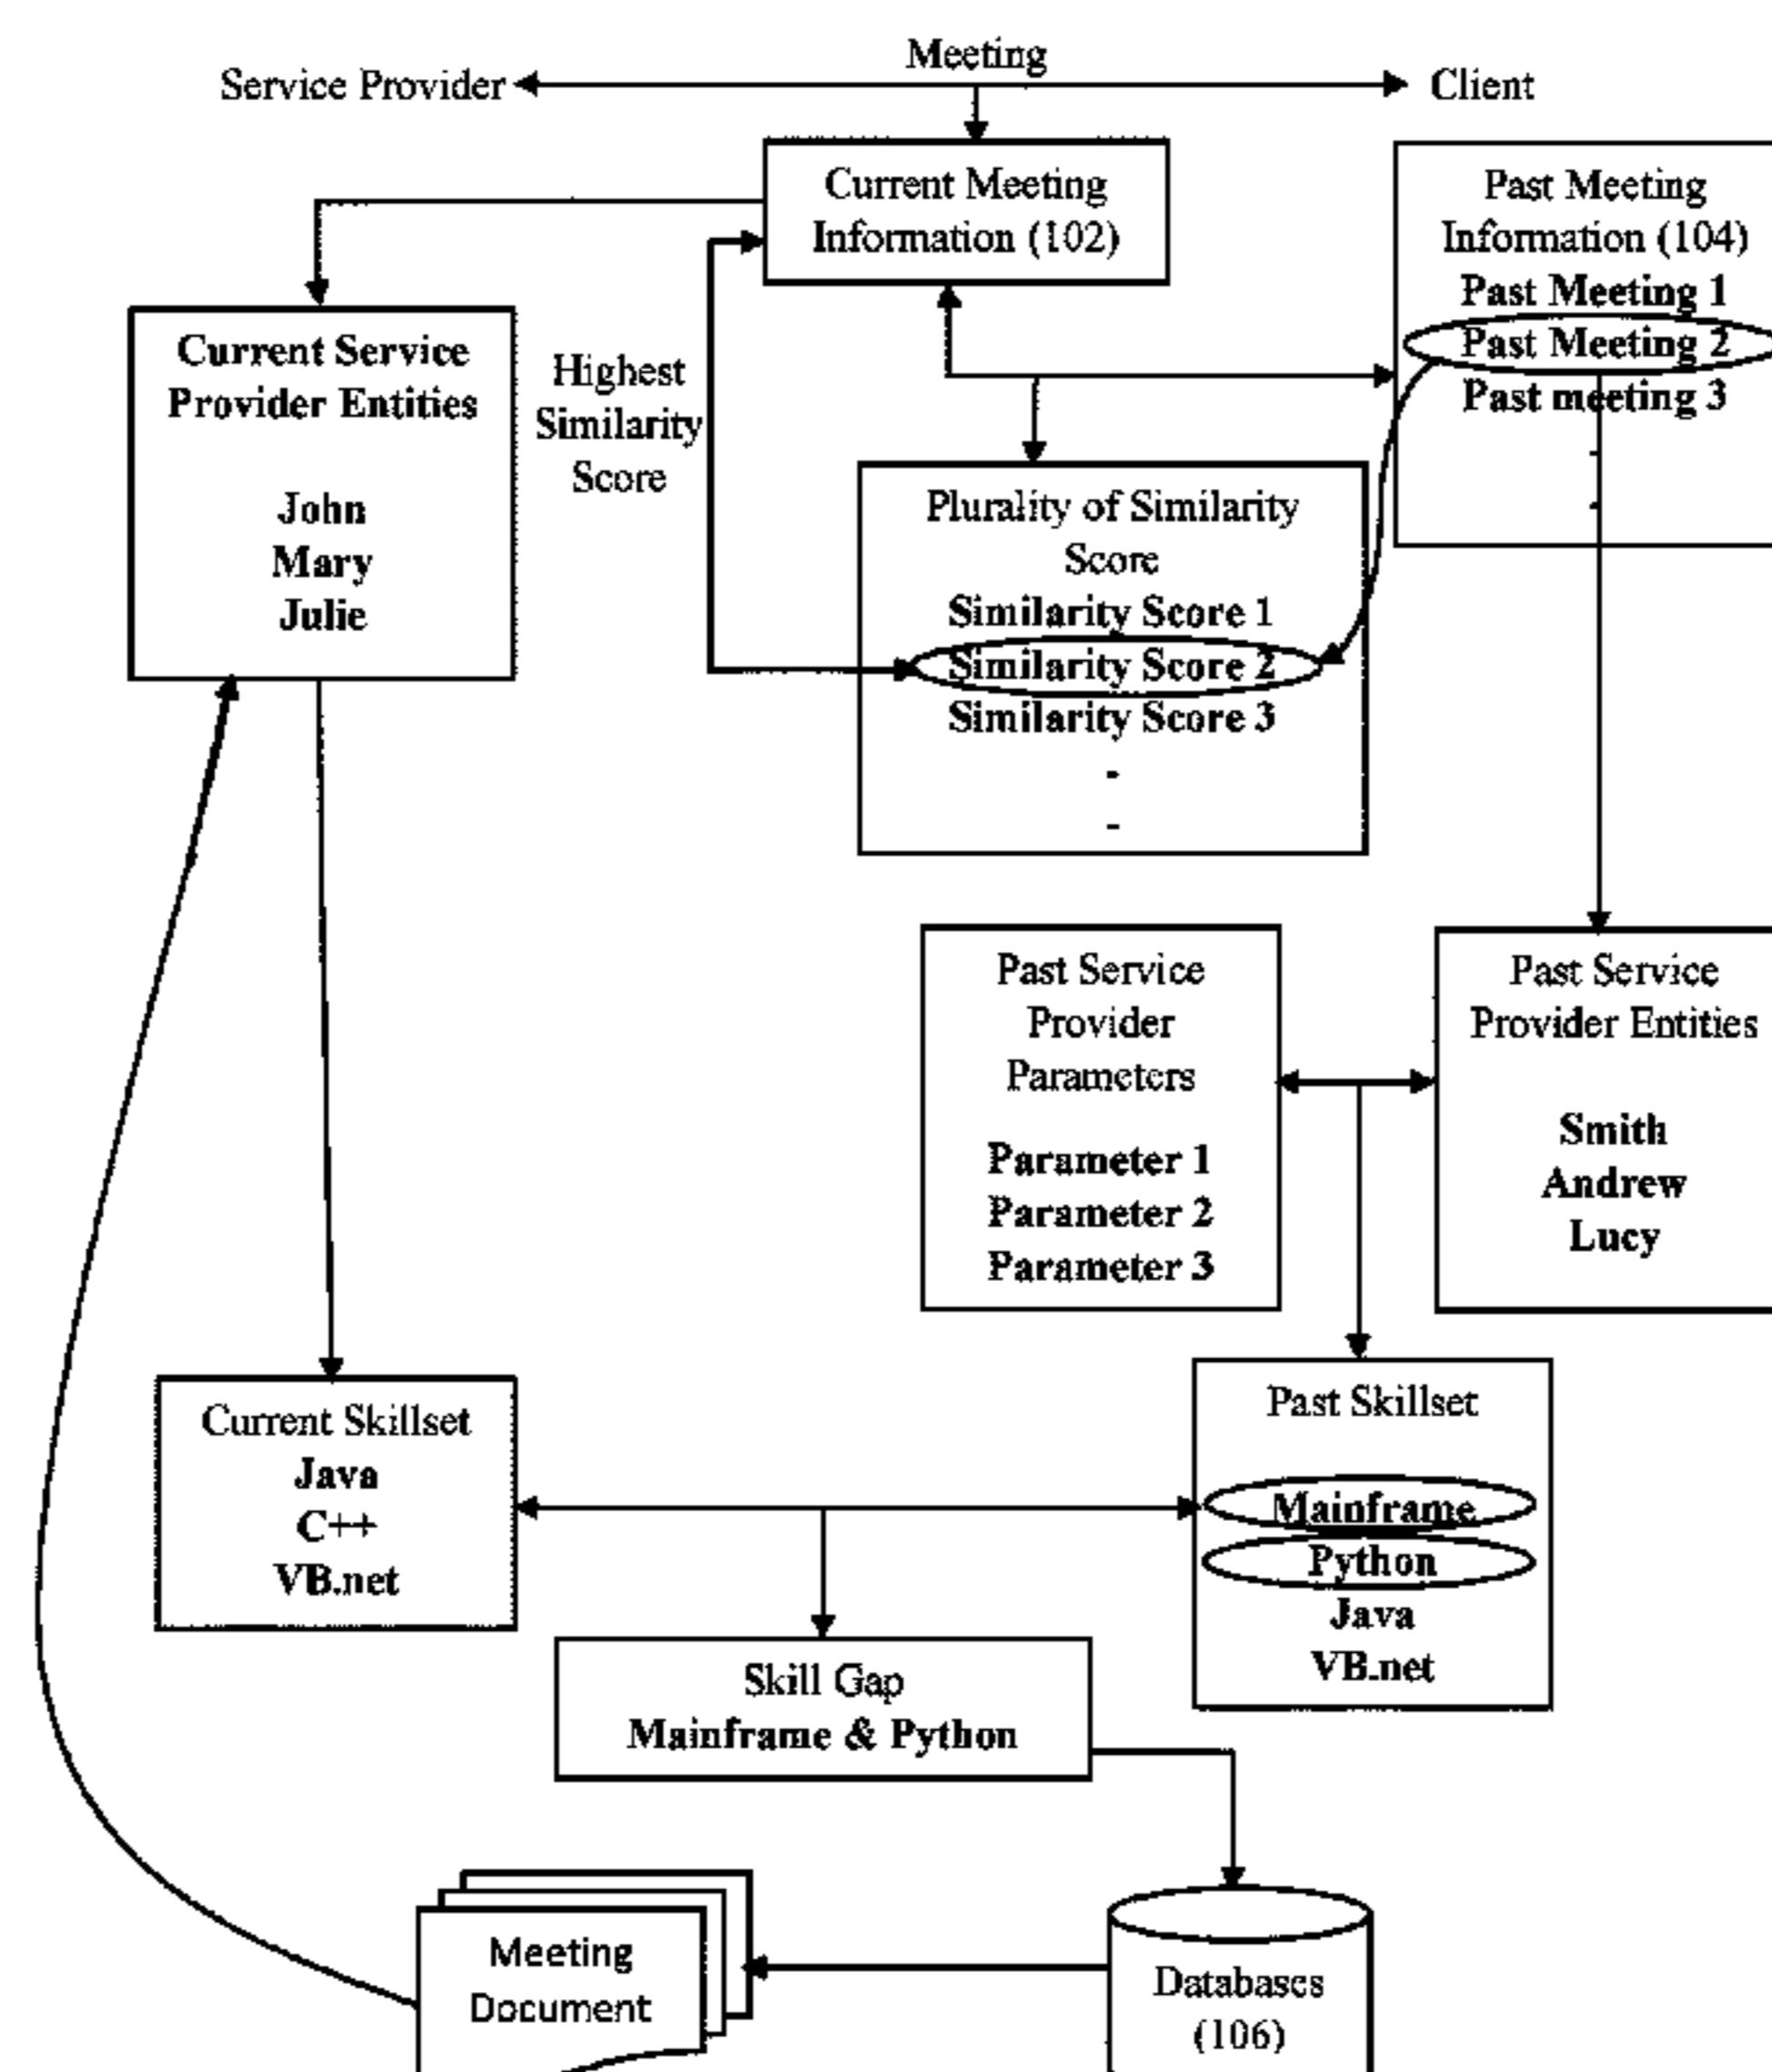 Meeting
Service Provider
Client
Current Meeting
Information (102)
Past Meeting
Information (104)
Past Meeting 1
Past Meeting 2
Past meeting 3
-
-
Current Service
Provider Entities
John
Mary
Julie
Highest
Similarity
Score
Plurality of Similarity
Score
Similarity Score 1
Similarity Score 2
Similarity Score 3
-
-
Past Service
Provider
Parameters
Parameter 1
Parameter 2
Parameter 3
Past Service
Provider Entities
Smith
Andrew
Lucy
Current Skillset
Java
C++
VB.net
Past Skillset
Mainframe
Python
Java
VB.net
Skill Gap
Mainframe & Python
Meeting
Document
Databases
(106)